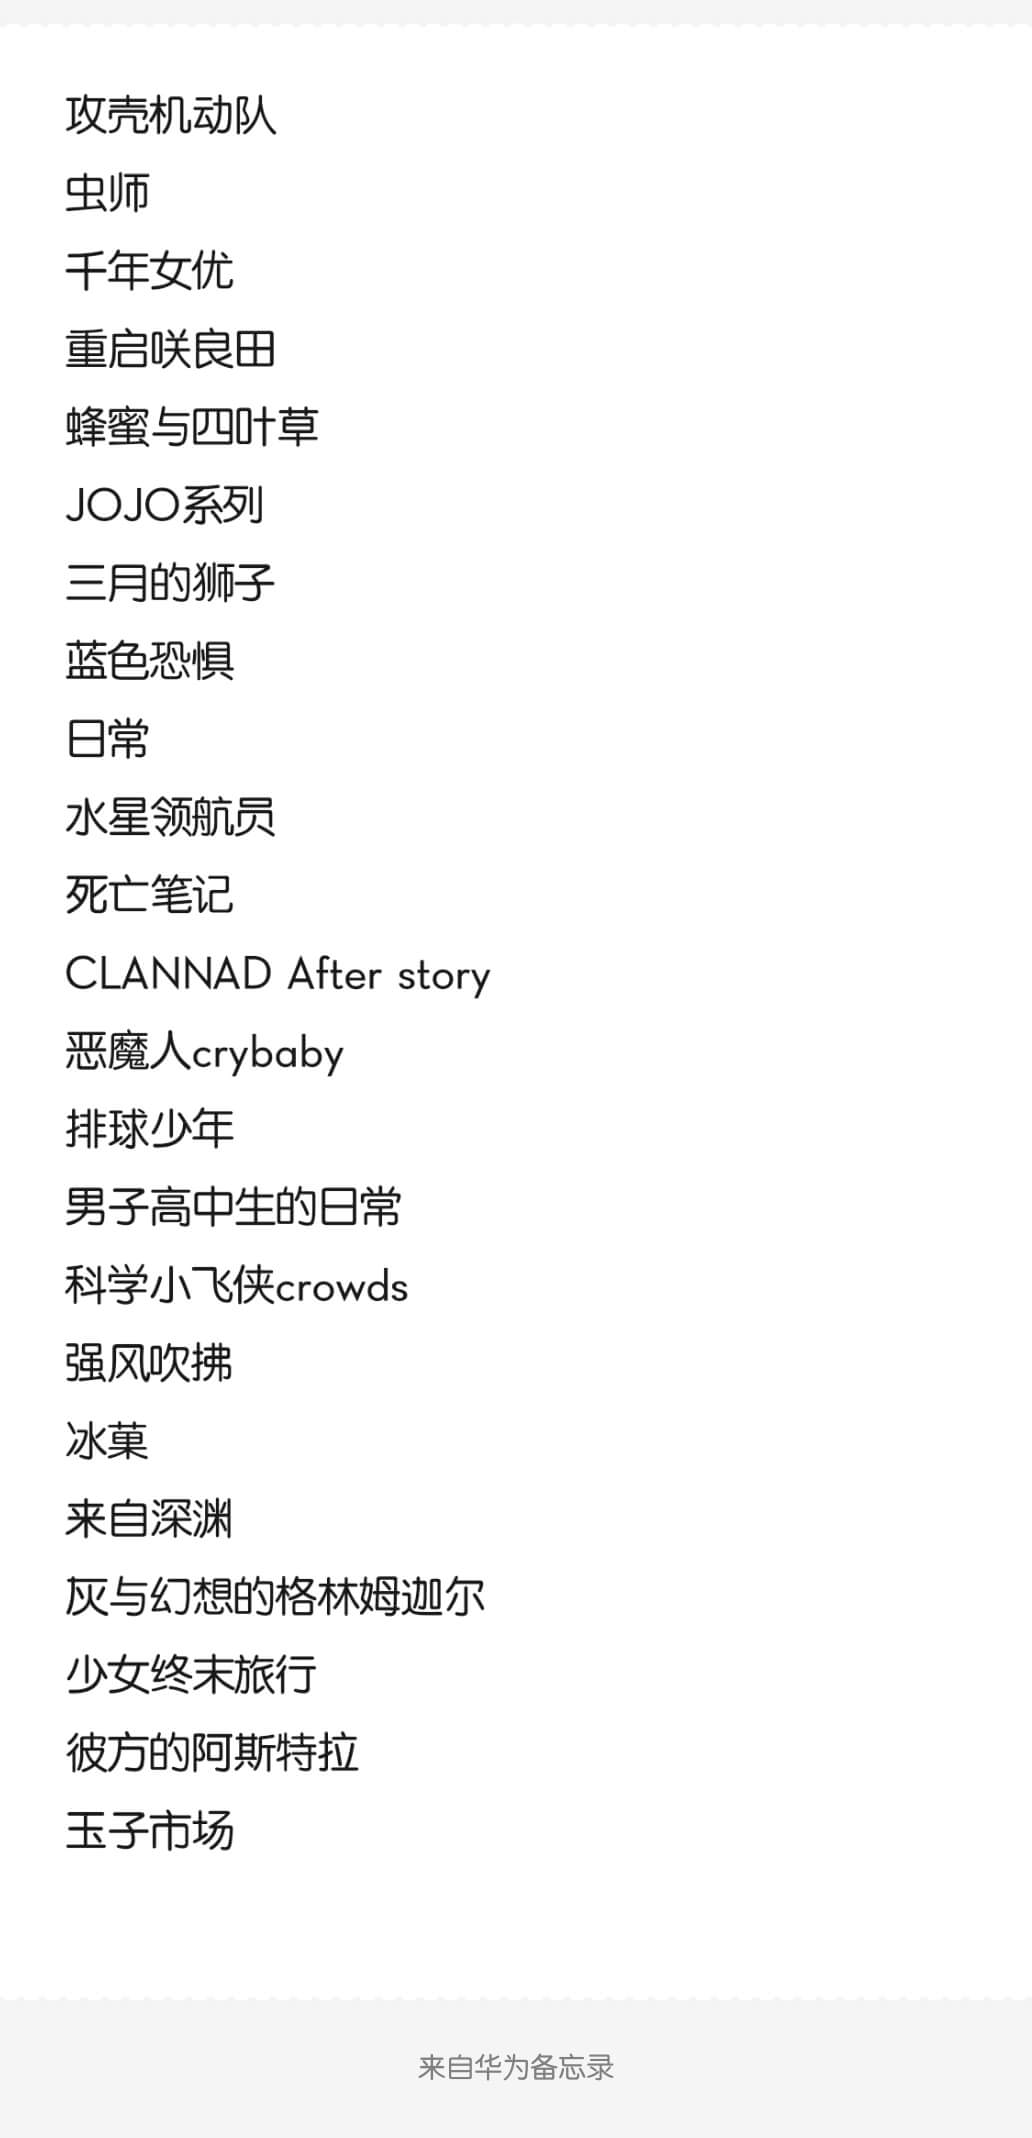 攻壳机动队
虫师
千年女优
重启咲良田
蜂蜜与四叶草
JOJO系列
三月的狮子
蓝色恐惧
日常
水星领航员
死亡笔记
CLANNAD After story
恶魔人crybaby
排球少年
男子高中生的日常
科学小飞侠crowds
强风吹拂
冰菓
来自深渊
灰与幻想的格林姆迦尔
少女终末旅行
彼方的阿斯特拉
玉子市场
来自华为备忘录